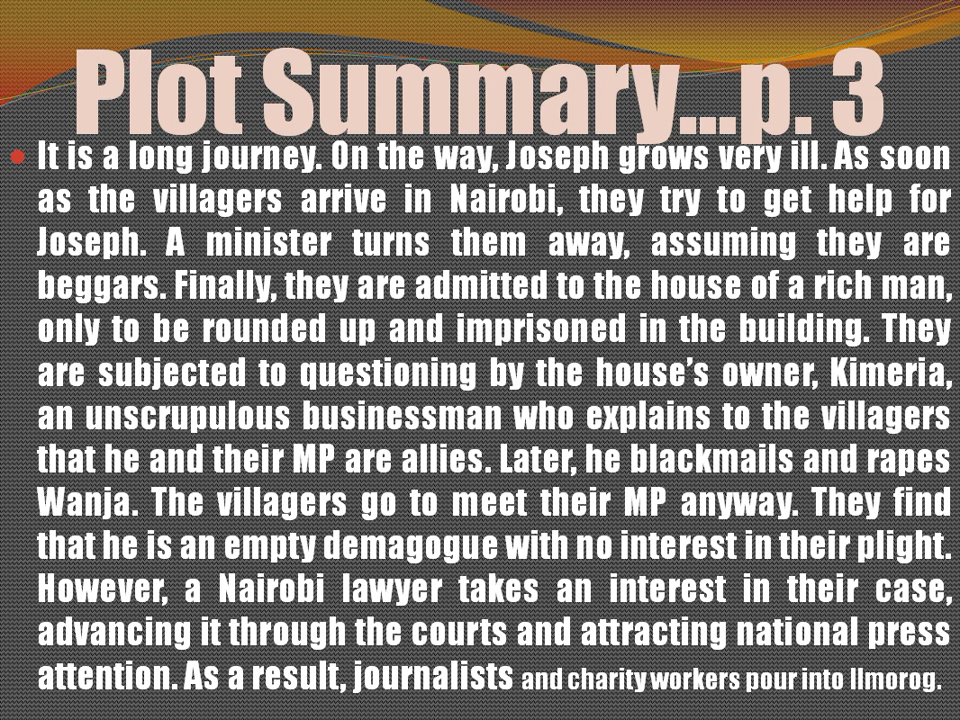 Plot Summary...p. 3
It is a long journey. On the way, Joseph grows very ill. As soon
as the villagers arrive in Nairobi, they try to get help for
Joseph. A minister turns them away, assuming they are
beggars. Finally, they are admitted to the house of a rich man,
only to be rounded up and imprisoned in the building. They
are subjected to questioning by the house’s owner, Kimeria,
an unscrupulous businessman who explains to the villagers
that he and their MP are allies. Later, he blackmails and rapes
Wanja. The villagers go to meet their MP anyway. They find
that he is an empty demagogue with no interest in their plight.
However, a Nairobi lawyer takes an interest in their case,
advancing it through the courts and attracting national press
attention. As a result, journalists and charity workers pour into Ilmorog.